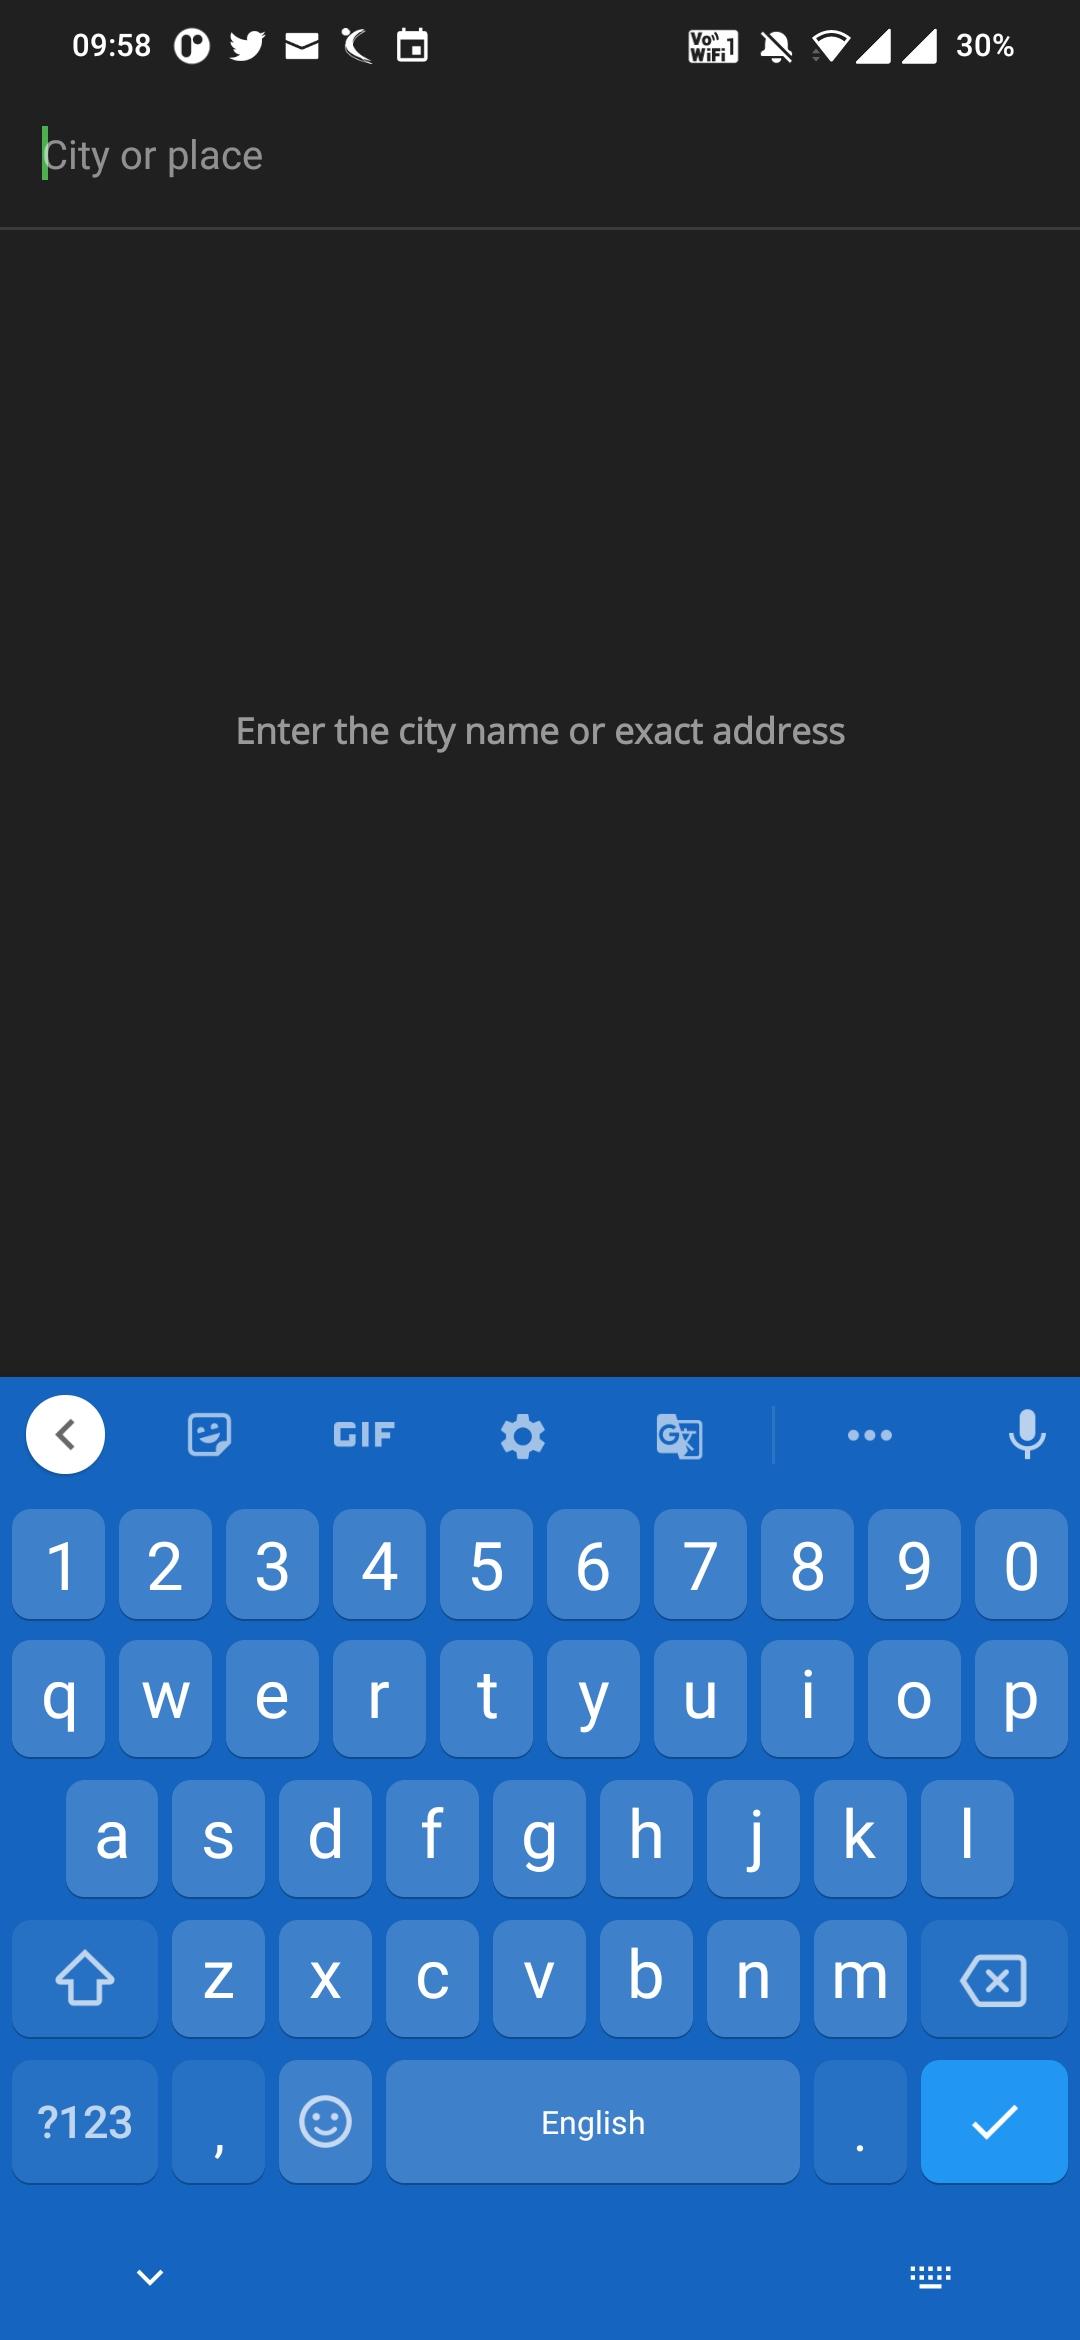 09:58 Vo WiFi 1 30%
City or place
Enter the city name or exact address
GIF G 文
1 2 3 4 5 6 7 8 9 0
q w e r t y u i o p
a s d f g h j k l
z x c v b n m
?123 , English .